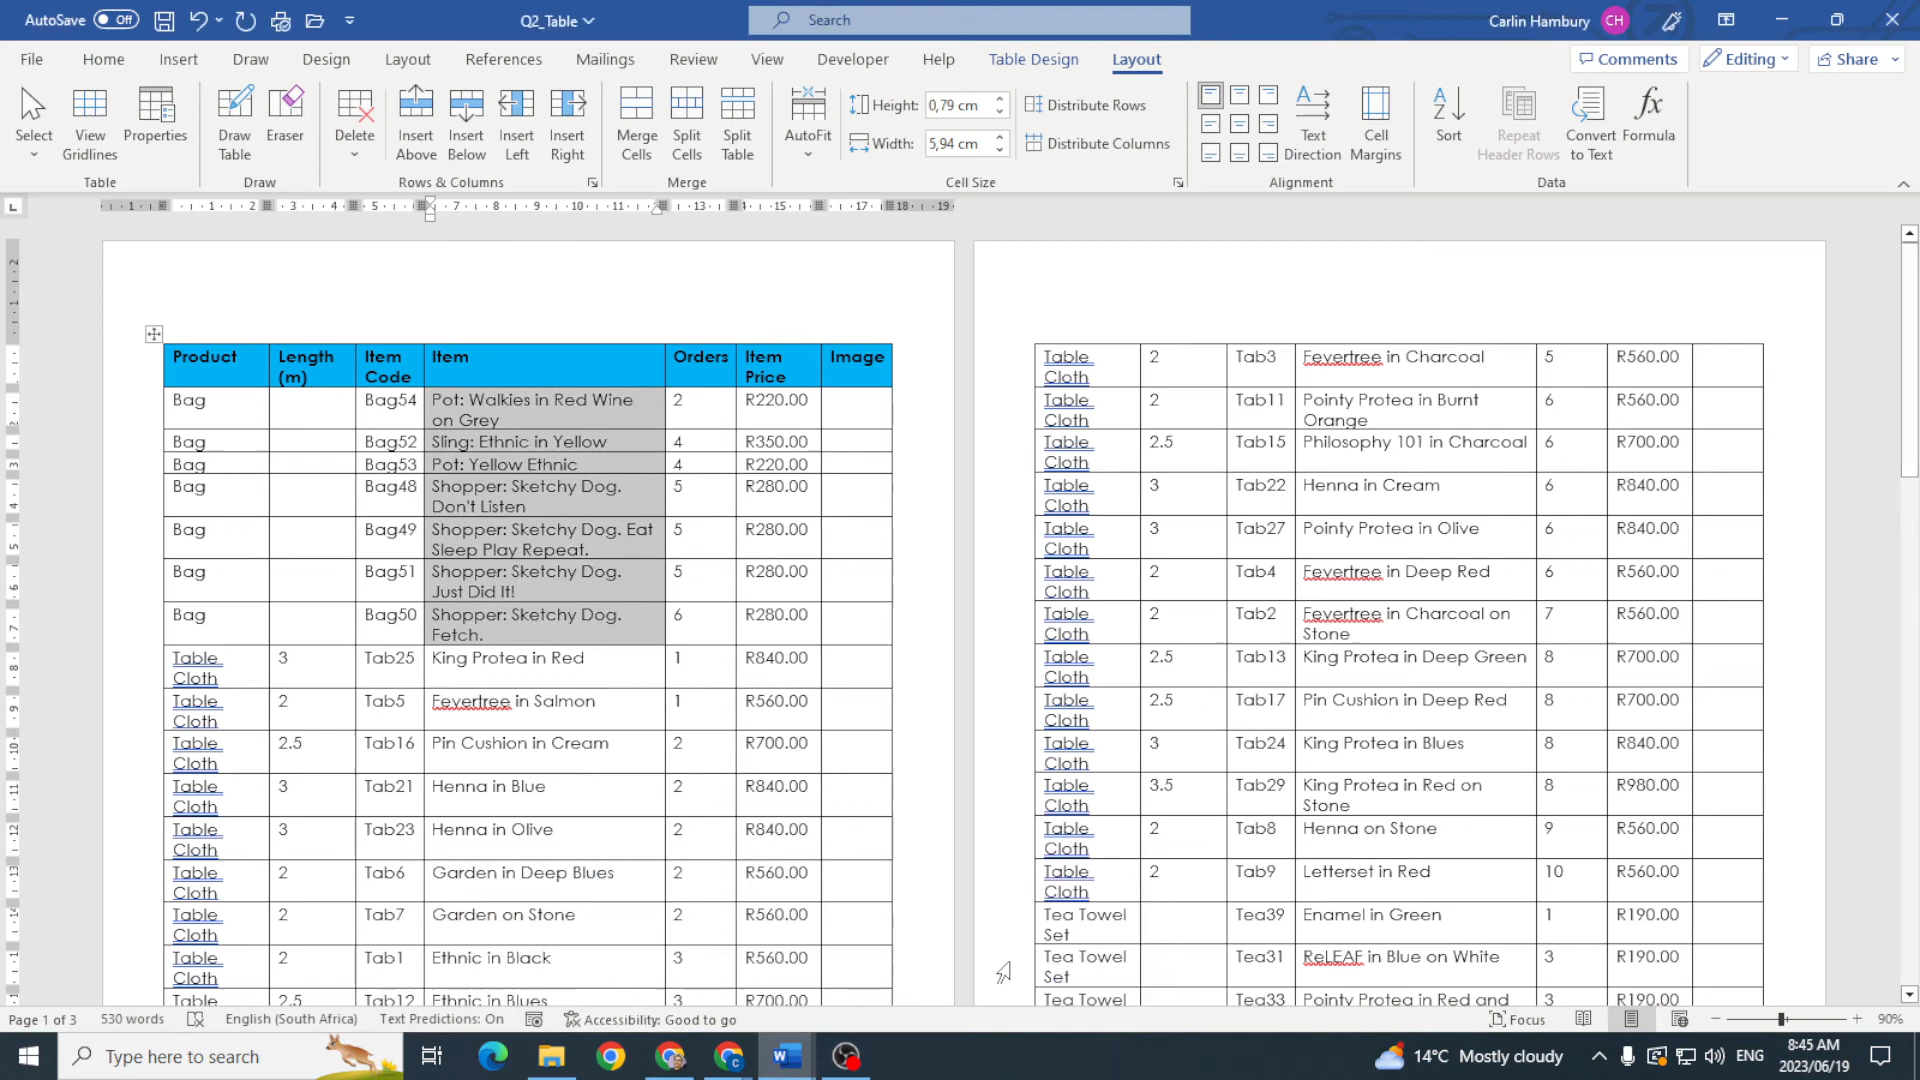 AutoSave Off Q2_Table Search Carlin Hambury CH
File Home Insert Draw Design Layout References Mailings Review View Developer Help Table Design Layout Comments Editing Share
Select View Gridlines Properties Draw Table Eraser Delete Insert Above Insert Below Insert Left Insert Right Merge Cells Split Cells Split Table AutoFit Height: 0,79 cm Width: 5,94 cm Distribute Rows Distribute Columns Text Direction Cell Margins Sort Repeat Header Rows Convert to Text Formula
Table Draw Rows & Columns Merge Cell Size Alignment Data
Product Length (m) Item Code Item Orders Item Price Image
Bag Bag54 Pot: Walkies in Red Wine on Grey 2 R220.00
Bag Bag52 Sling: Ethnic in Yellow 4 R350.00
Bag Bag53 Pot: Yellow Ethnic 4 R220.00
Bag Bag48 Shopper: Sketchy Dog. Don't Listen 5 R280.00
Bag Bag49 Shopper: Sketchy Dog. Eat Sleep Play Repeat. 5 R280.00
Bag Bag51 Shopper: Sketchy Dog. Just Did It! 5 R280.00
Bag Bag50 Shopper: Sketchy Dog. Fetch. 6 R280.00
Table Cloth 3 Tab25 King Protea in Red 1 R840.00
Table Cloth 2 Tab5 Fevertree in Salmon 1 R560.00
Table Cloth 2.5 Tab16 Pin Cushion in Cream 2 R700.00
Table Cloth 3 Tab21 Henna in Blue 2 R840.00
Table Cloth 3 Tab23 Henna in Olive 2 R840.00
Table Cloth 2 Tab6 Garden in Deep Blues 2 R560.00
Table Cloth 2 Tab7 Garden on Stone 2 R560.00
Table Cloth 2 Tab1 Ethnic in Black 3 R560.00
Table 2.5 Tab12 Ethnic in Blues 3 R700.00
Table Cloth 2 Tab3 Fevertree in Charcoal 5 R560.00
Table Cloth 2 Tab11 Pointy Protea in Burnt Orange 6 R560.00
Table Cloth 2.5 Tab15 Philosophy 101 in Charcoal 6 R700.00
Table Cloth 3 Tab22 Henna in Cream 6 R840.00
Table Cloth 3 Tab27 Pointy Protea in Olive 6 R840.00
Table Cloth 2 Tab4 Fevertree in Deep Red 6 R560.00
Table Cloth 2 Tab2 Fevertree in Charcoal on Stone 7 R560.00
Table Cloth 2.5 Tab13 King Protea in Deep Green 8 R700.00
Table Cloth 2.5 Tab17 Pin Cushion in Deep Red 8 R700.00
Table Cloth 3 Tab24 King Protea in Blues 8 R840.00
Table Cloth 3.5 Tab29 King Protea in Red on Stone 8 R980.00
Table Cloth 2 Tab8 Henna on Stone 9 R560.00
Table Cloth 2 Tab9 Letterset in Red 10 R560.00
Tea Towel Set Tea39 Enamel in Green 1 R190.00
Tea Towel Set Tea31 ReLEAF in Blue on White 3 R190.00
Tea Towel Tea33 Pointy Protea in Red and 3 R190.00
Page 1 of 3 530 words English (South Africa) Text Predictions: On Accessibility: Good to go Focus 90%
Type here to search 14°C Mostly cloudy ENG 8:45 AM
2023/06/19